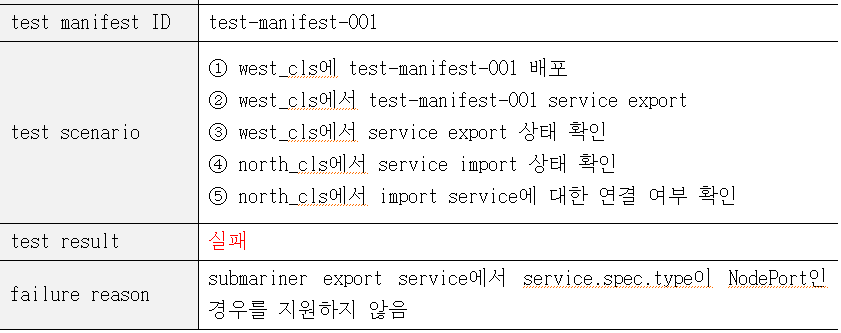 test manifest ID test-manifest-001
test scenario
① west_cls에 test-manifest-001 배포
② west_cls에서 test-manifest-001 service export
③ west_cls에서 service export 상태 확인
④ north_cls에서 service import 상태 확인
⑤ north_cls에서 import service에 대한 연결 여부 확인
test result 실패
failure reason
submariner export service에서 service.spec.type이 NodePort인
경우를 지원하지 않음